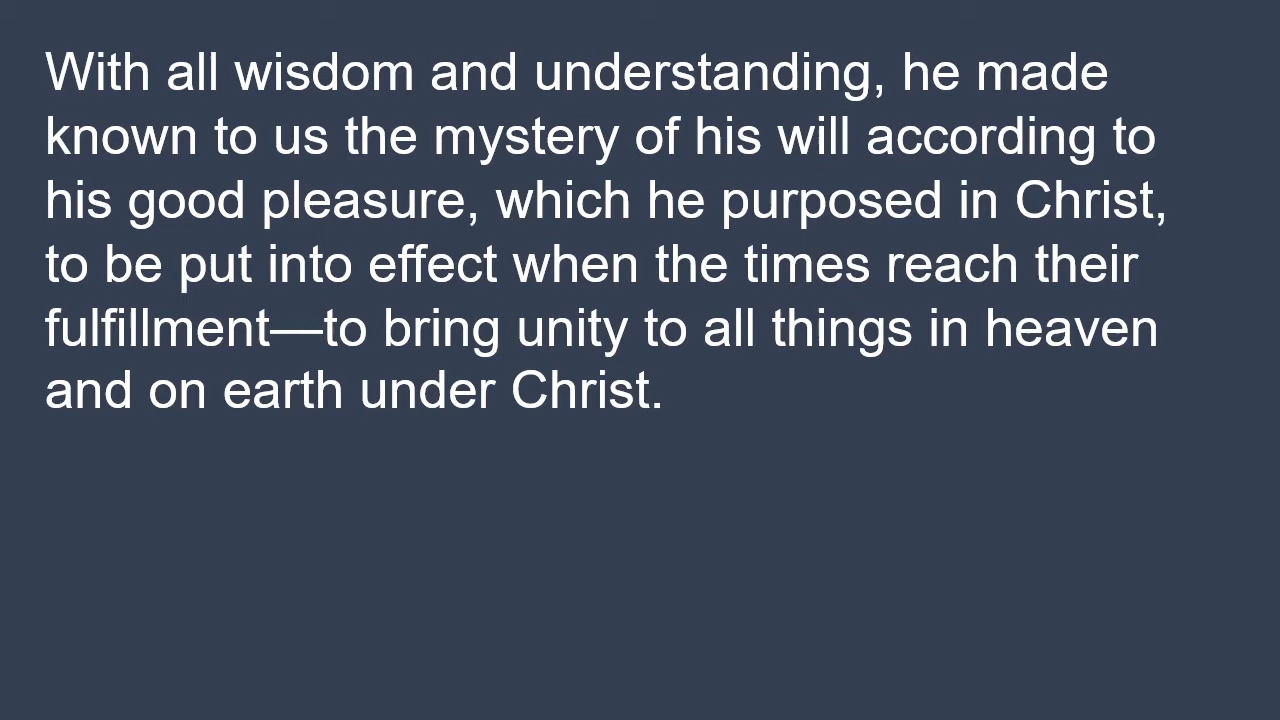 With all wisdom and understanding, he made
known to us the mystery of his will according to
his good pleasure, which he purposed in Christ,
to be put into effect when the times reach their
fulfillment—to bring unity to all things in heaven
and on earth under Christ.